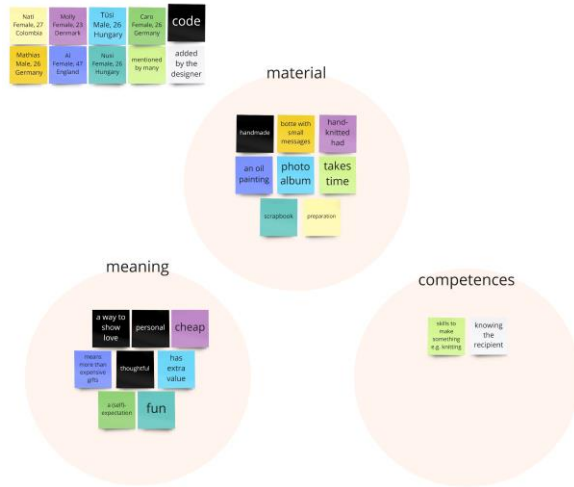 Nati
Female, 27
Colombia
Molly
Female, 23
Denmark
Tüsi
Male, 26
Hungary
Caro
Female, 26
Germany
code
Mathias
Male, 26
Germany
Al
Female, 47
England
Nusi
Female, 26
Hungary
mentioned
by many
added
by the
designer
material
handmade
botte with
small
messages
hand-
knitted
had
an oil
painting
photo
album
takes
time
scrapbook
preparation
meaning
a way to
show
love
personal
cheap
means
more than
expensive
gifts
thoughtful
has
extra
value
expectation
fun
competences
skills to
make
something
e.g. knitting
knowing
the
recipient